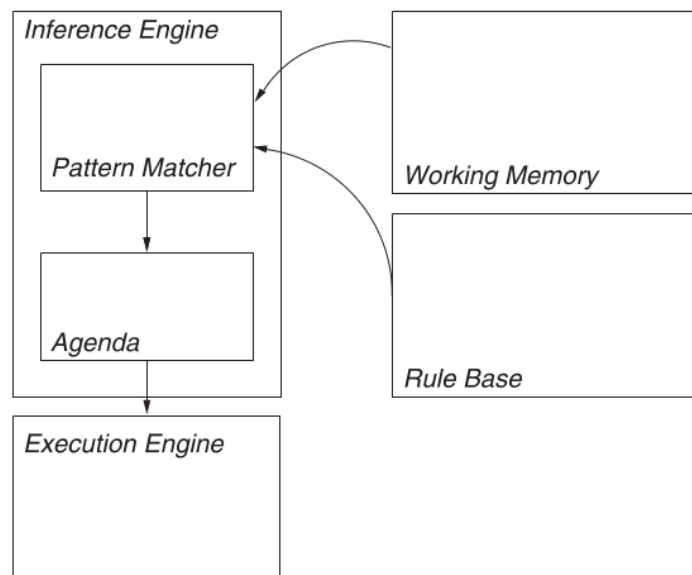 Inference Engine
Pattern Matcher
Working Memory
Agenda
Rule Base
Execution Engine